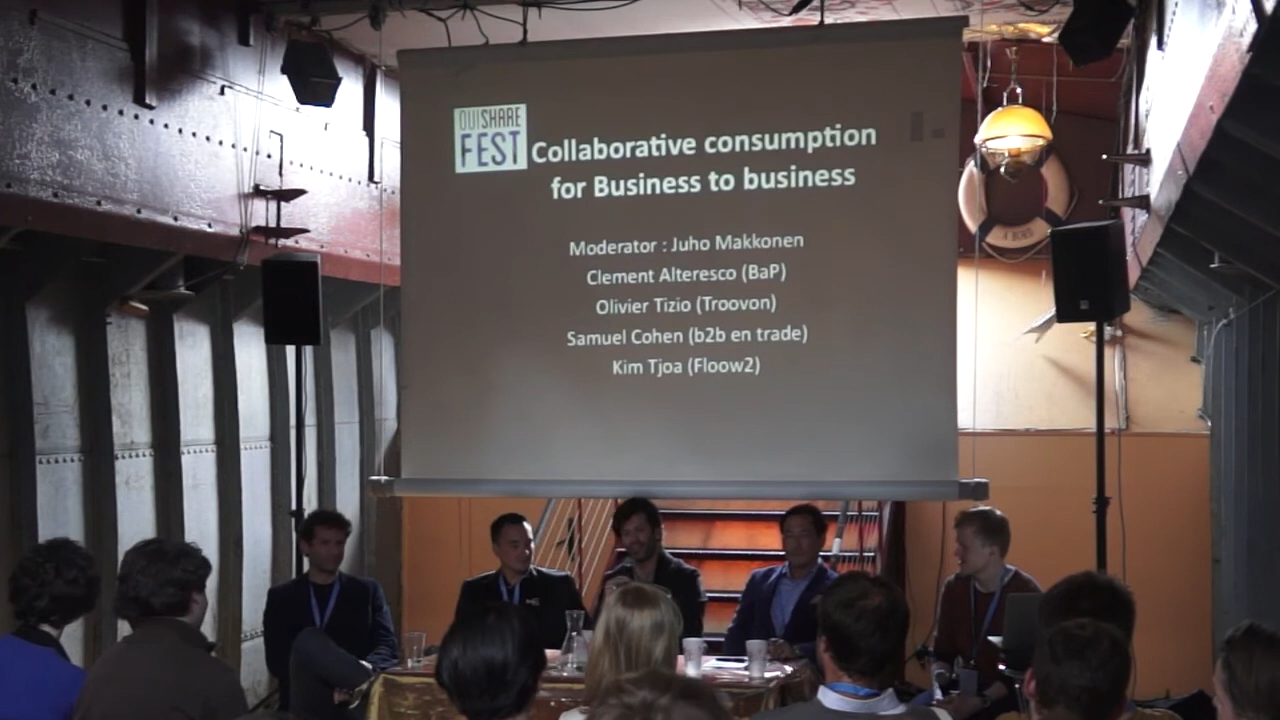 OUISHARE
FEST
Collaborative consumption
for Business to business
Moderator : Juho Makkonen
Clement Alteresco (BaP)
Olivier Tizio (Troovon)
Samuel Cohen (b2b en trade)
Kim Tjoa (Floow2)
A BORD